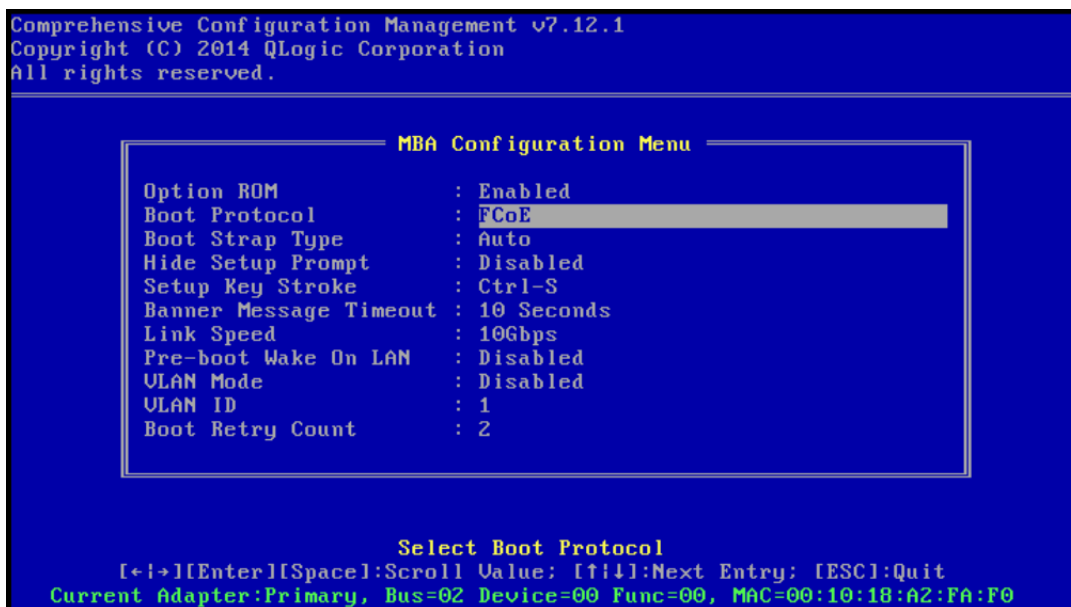 Comprehensive Configuration Management v7.12.1
Copyright (C) 2014 QLogic Corporation
All rights reserved.
MBA Configuration Menu
Option ROM : Enabled
Boot Protocol : FCoE
Boot Strap Type : Auto
Hide Setup Prompt : Disabled
Setup Key Stroke : Ctrl-S
Banner Message Timeout : 10 Seconds
Link Speed : 10Gbps
Pre-boot Wake On LAN : Disabled
VLAN Mode : Disabled
VLAN ID : 1
Boot Retry Count : 2
Select Boot Protocol
[←|→][Enter][Space]:Scroll Value; [↑|↓]:Next Entry; [ESC]:Quit
Current Adapter:Primary, Bus=02 Device=00 Func=00, MAC=00:10:18:A2:FA:F0